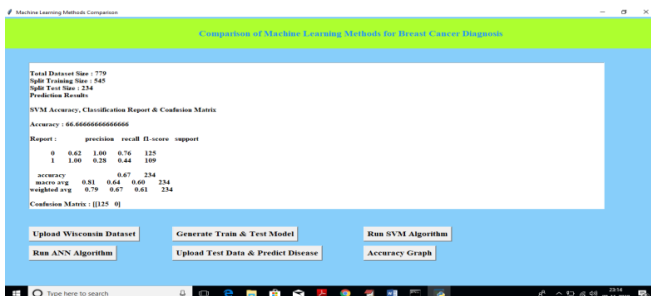 Machine Learning Methods Comparison
Comparison of Machine Learning Methods for Breast Cancer Diagnosis
Total Dataset Size : 779
Split Training Size : 545
Split Test Size : 234
Prediction Results
SVM Accuracy, Classification Report & Confusion Matrix
Accuracy : 66.66666666666666
Report : precision recall f1-score support
0 0.62 1.00 0.76 125
1 1.00 0.28 0.44 109
accuracy 0.67 234
macro avg 0.81 0.64 0.60 234
weighted avg 0.79 0.67 0.61 234
Confusion Matrix : [[125 0]
Upload Wisconsin Dataset Generate Train & Test Model Run SVM Algorithm
Run ANN Algorithm Upload Test Data & Predict Disease Accuracy Graph
Type here to search
23:14